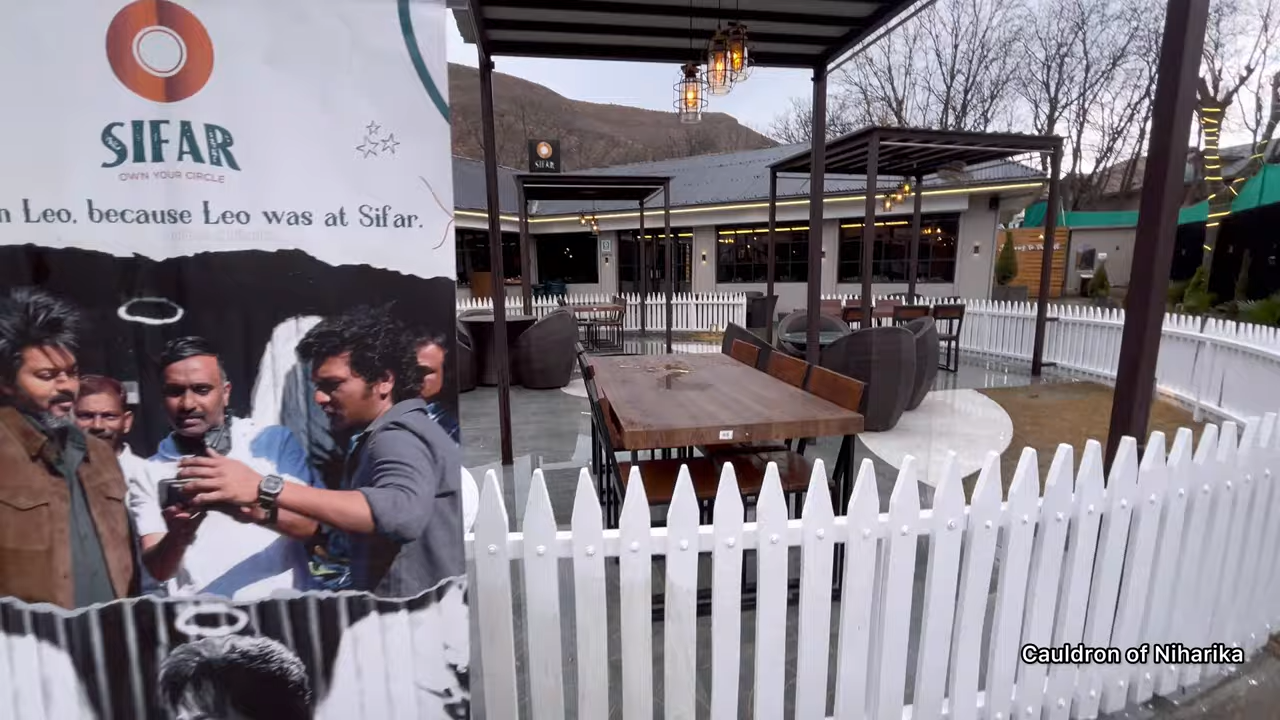 SIFAR
OWN YOUR CIRCLE
n Leo, because Leo was at Sifar.
SIFAR
Cauldron of Niharika